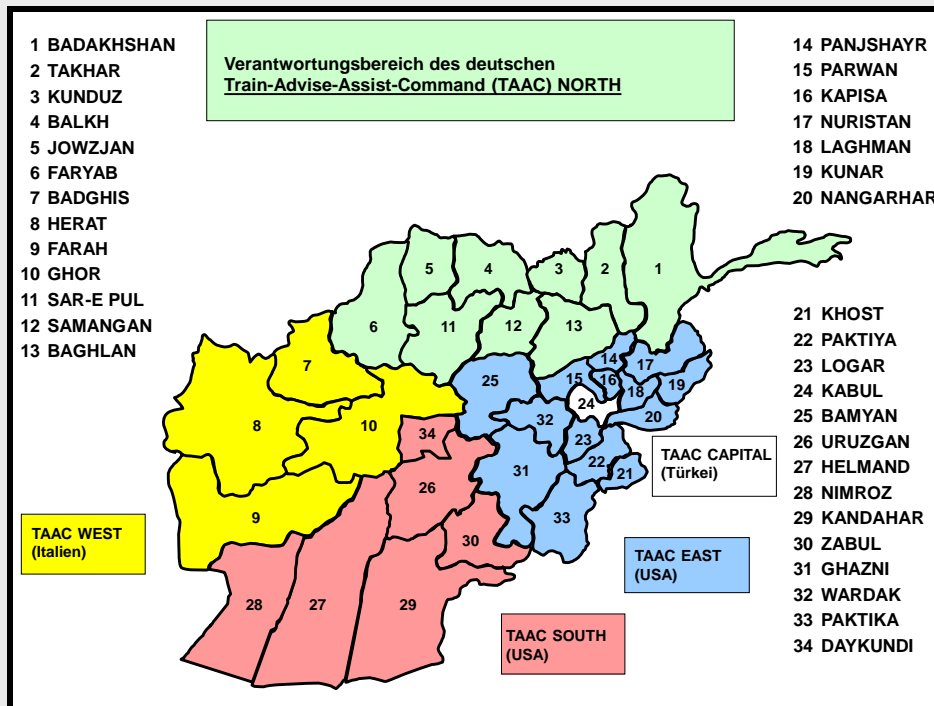 1 BADAKHSHAN
2 TAKHAR
3 KUNDUZ
4 BALKH
5 JOWZJAN
6 FARYAB
7 BADGHIS
8 HERAT
9 FARAH
10 GHOR
11 SAR-E PUL
12 SAMANGAN
13 BAGHLAN
Verantwortungsbereich des deutschen
Train-Advise-Assist-Command (TAAC) NORTH
14 PANJSHAYR
15 PARWAN
16 KAPISA
17 NURISTAN
18 LAGHMAN
19 KUNAR
20 NANGARHAR
21 KHOST
22 PAKTIYA
23 LOGAR
24 KABUL
25 BAMYAN
26 URUZGAN
27 HELMAND
28 NIMROZ
29 KANDAHAR
30 ZABUL
31 GHAZNI
32 WARDAK
33 PAKTIKA
34 DAYKUNDI
5
4
3
2
1
6
11
12
13
7
25
15
14
16
17
18
19
20
24
8
10
34
32
23
22
21
26
31
33
9
30
28
27
29
TAAC CAPITAL
(Türkei)
TAAC WEST
(Italien)
TAAC EAST
(USA)
TAAC SOUTH
(USA)